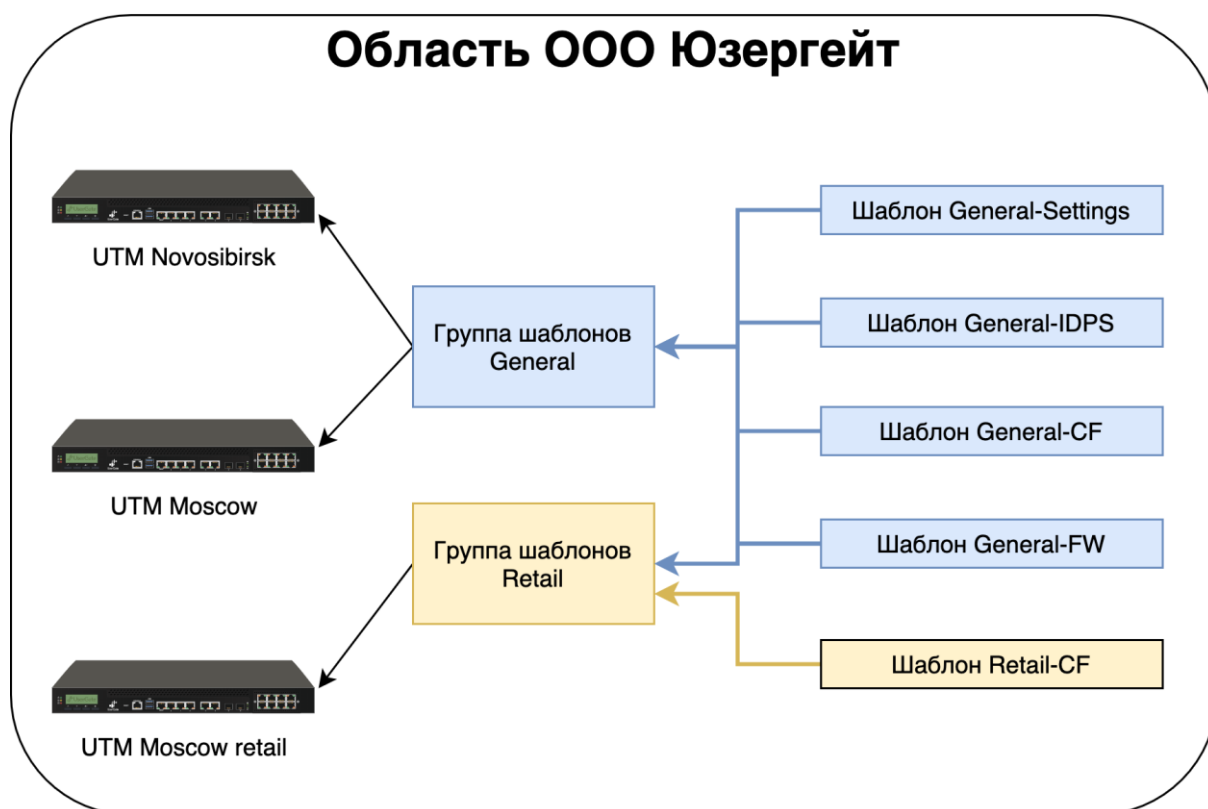 Область ООО Юзергейт
UTM Novosibirsk
UTM Moscow
UTM Moscow retail
Группа шаблонов
General
Группа шаблонов
Retail
Шаблон General-Settings
Шаблон General-IDPS
Шаблон General-CF
Шаблон General-FW
Шаблон Retail-CF